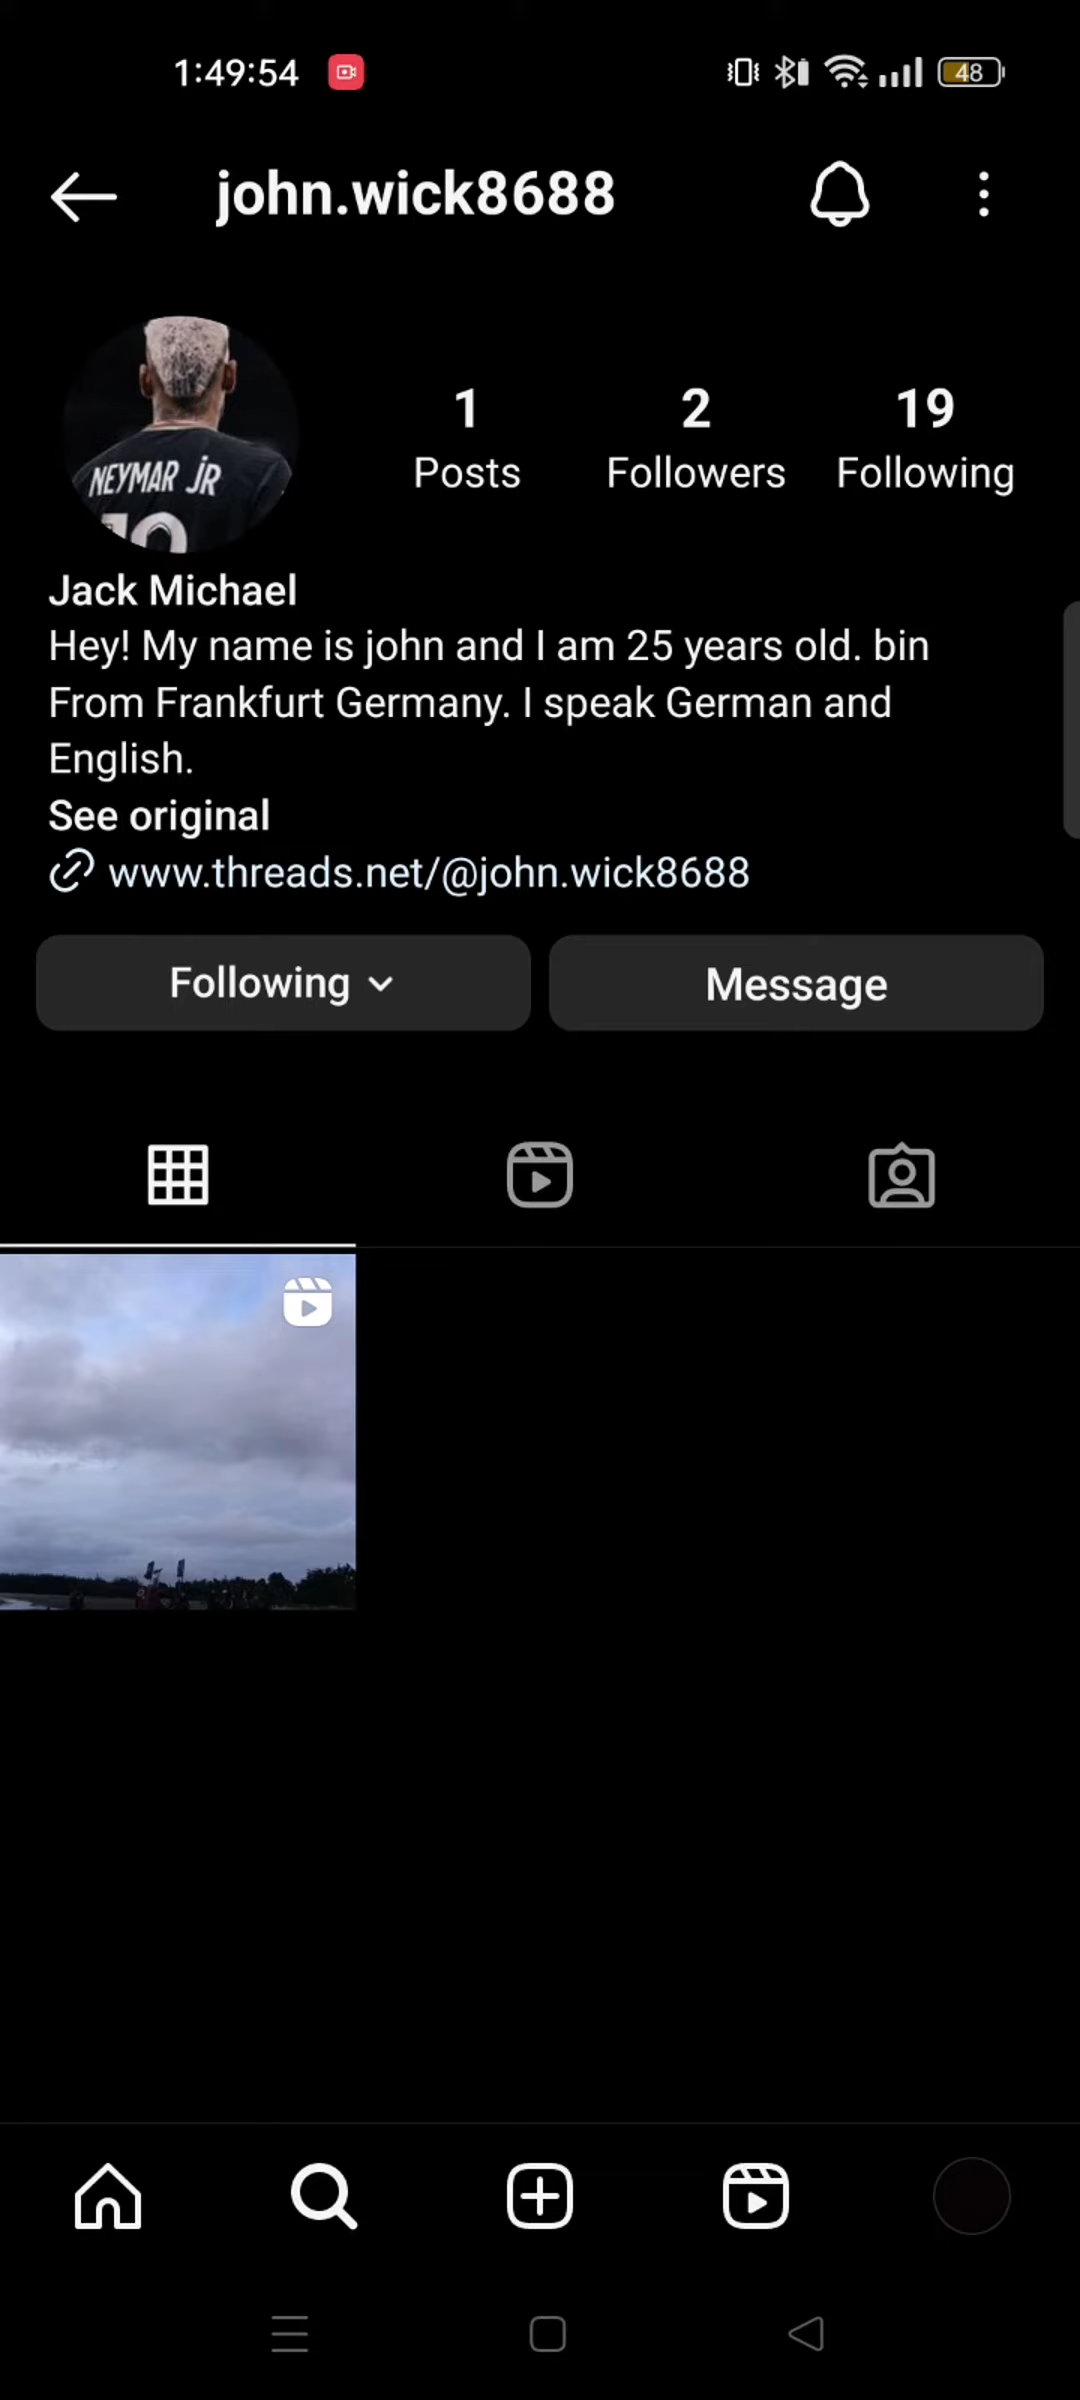 1:49:54
48
john.wick8688
NEYMAR JR
10
1
2
19
Posts
Followers
Following
Jack Michael
Hey! My name is john and I am 25 years old. bin
From Frankfurt Germany. I speak German and
English.
See original
www.threads.net/@john.wick8688
Following
Message